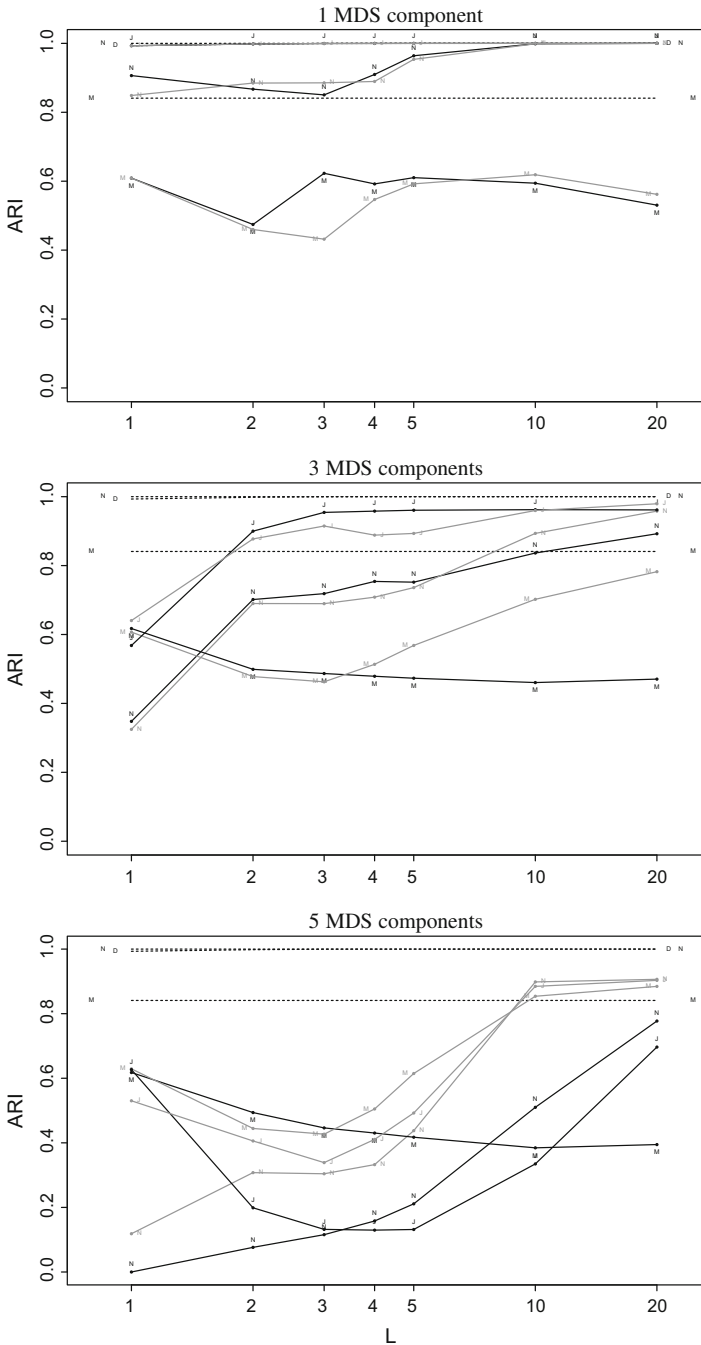 1 MDS component
ARI
0.0 0.2 0.4 0.6 0.8 1.0
N D J J J J J N J N D N
N N N N N
M M
M M M M M M M
1 2 3 4 5 10 20
3 MDS components
ARI
0.0 0.2 0.4 0.6 0.8 1.0
N D D N
J J J J J J
M M
N N N N N N N
M M M M M M M
1 2 3 4 5 10 20
5 MDS components
ARI
0.0 0.2 0.4 0.6 0.8 1.0
N D D N
M M
J J J J J J J
N N N N N N N
M M M M M M M
1 2 3 4 5 10 20
L